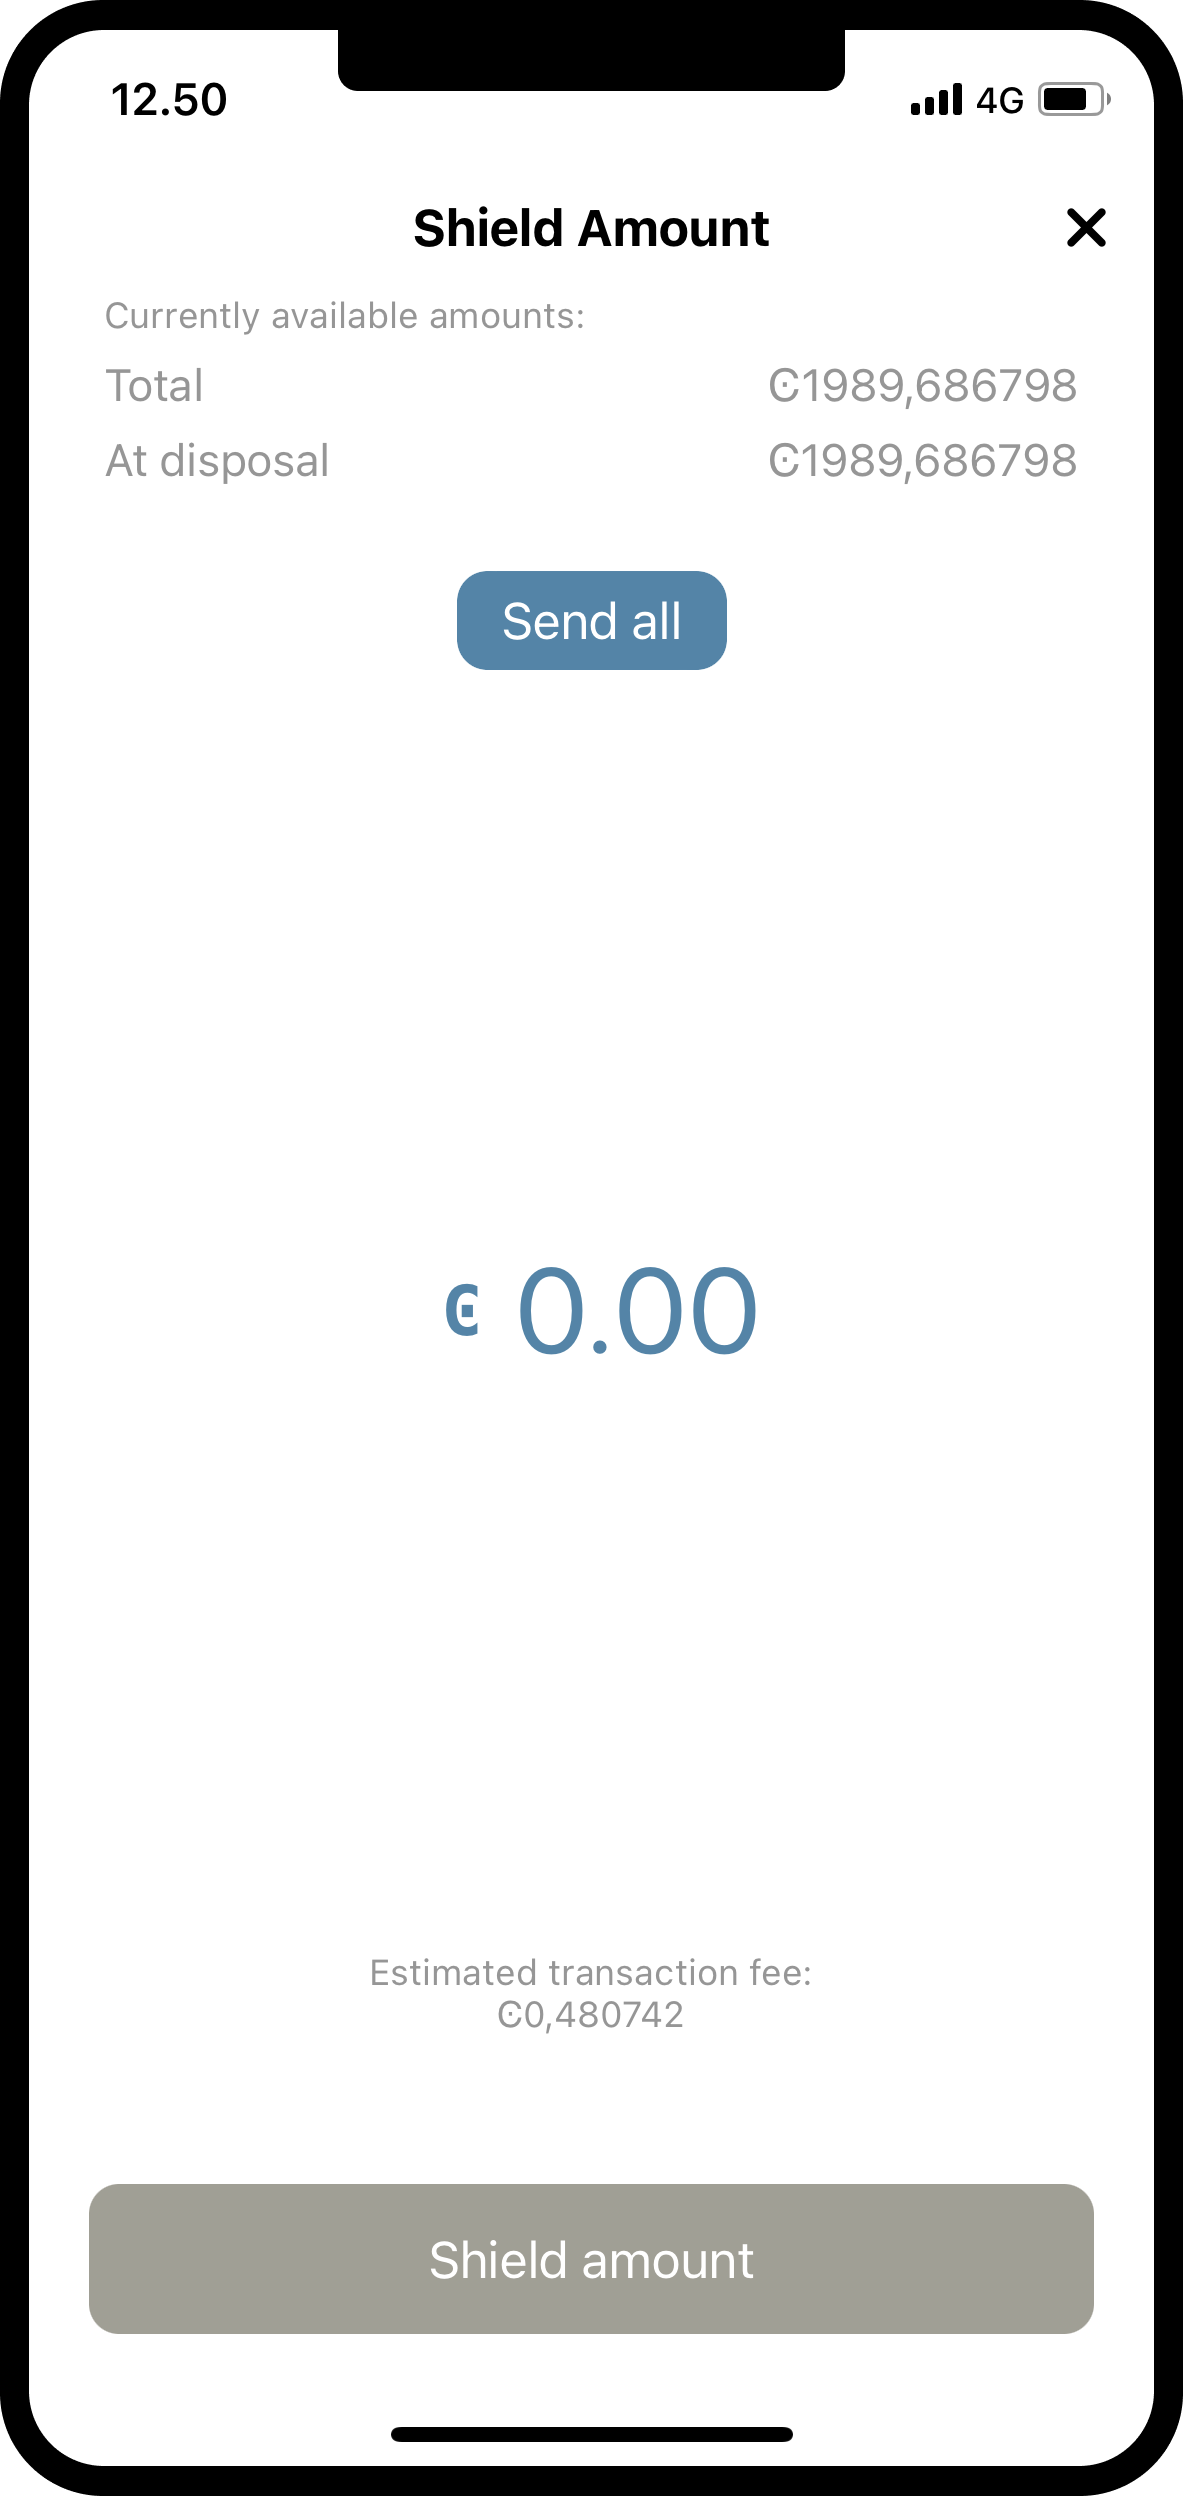 12.50 4G
Shield Amount
Currently available amounts:
Total Ͼ1989,686798
At disposal Ͼ1989,686798
Send all
Ͼ 0.00
Estimated transaction fee:
Ͼ0,480742
Shield amount